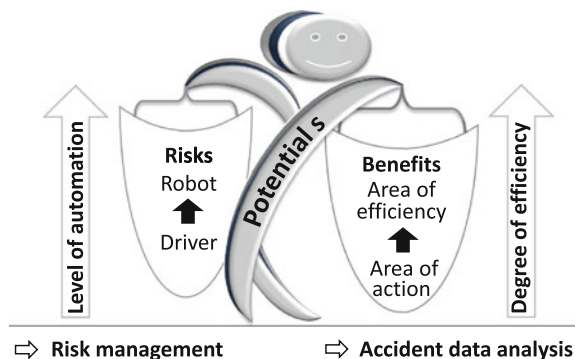 Level of automation
Risks
Robot
Driver
Potentials
Benefits
Area of
efficiency
Area of
action
Degree of efficiency
⇨ Risk management
⇨ Accident data analysis